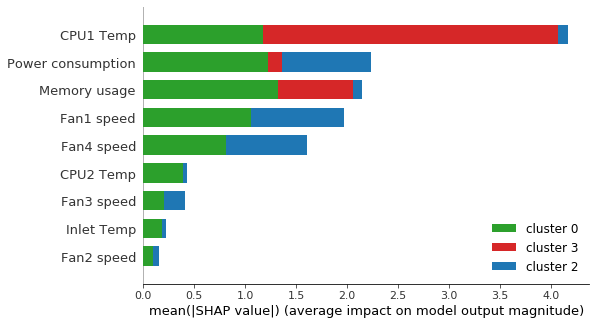 CPU1 Temp
Power consumption
Memory usage
Fan1 speed
Fan4 speed
CPU2 Temp
Fan3 speed
Inlet Temp
Fan2 speed
cluster 0
cluster 3
cluster 2
0.0 0.5 1.0 1.5 2.0 2.5 3.0 3.5 4.0
mean(|SHAP value|) (average impact on model output magnitude)